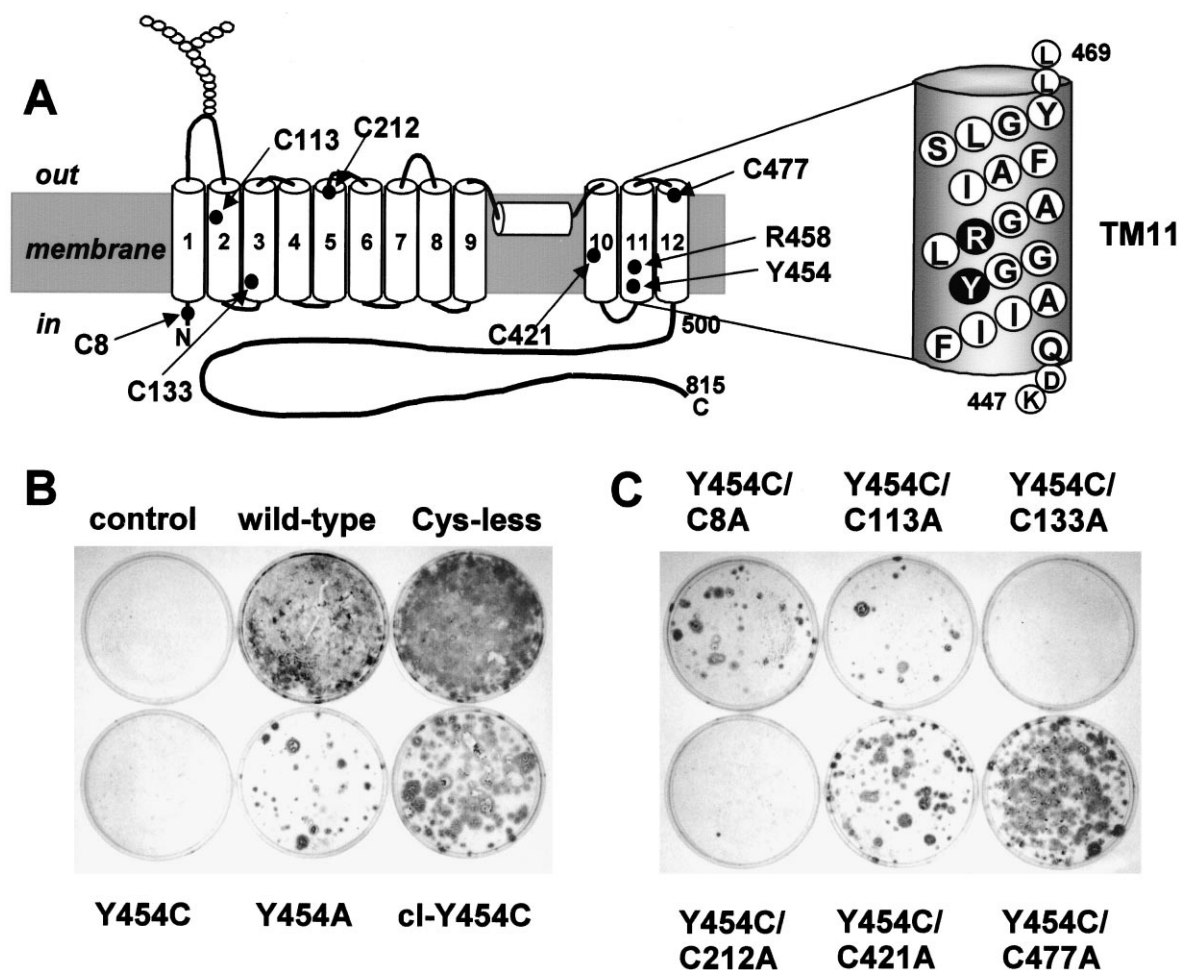 A
C113
C212
out
C477
membrane
1 2 3 4 5 6 7 8 9 10 11 12
R458
Y454
in
C8
N
C133
C421
500
815
C
L 469
L
S L G Y
I A F
L R G A
Y G G
F I I A
Q
D
447 K
TM11
B
control wild-type Cys-less
Y454C Y454A cl-Y454C
C
Y454C/ Y454C/ Y454C/
C8A C113A C133A
Y454C/ Y454C/ Y454C/
C212A C421A C477A